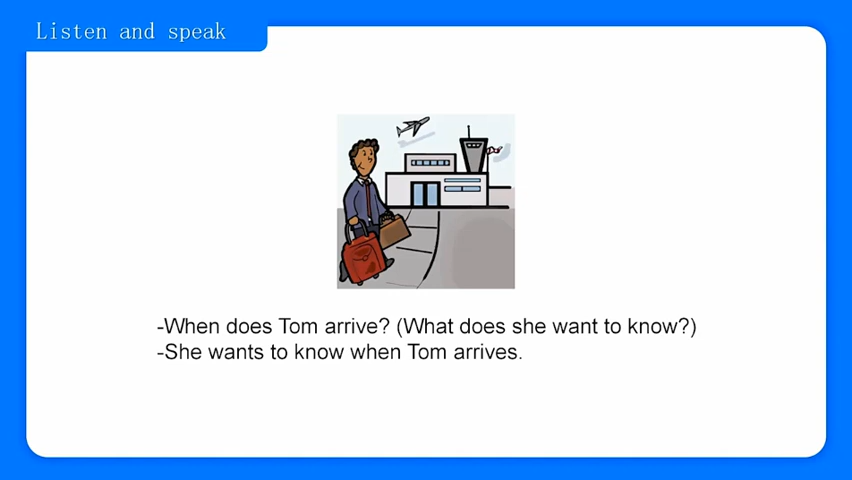 Listen and speak
-When does Tom arrive? (What does she want to know?)
-She wants to know when Tom arrives.